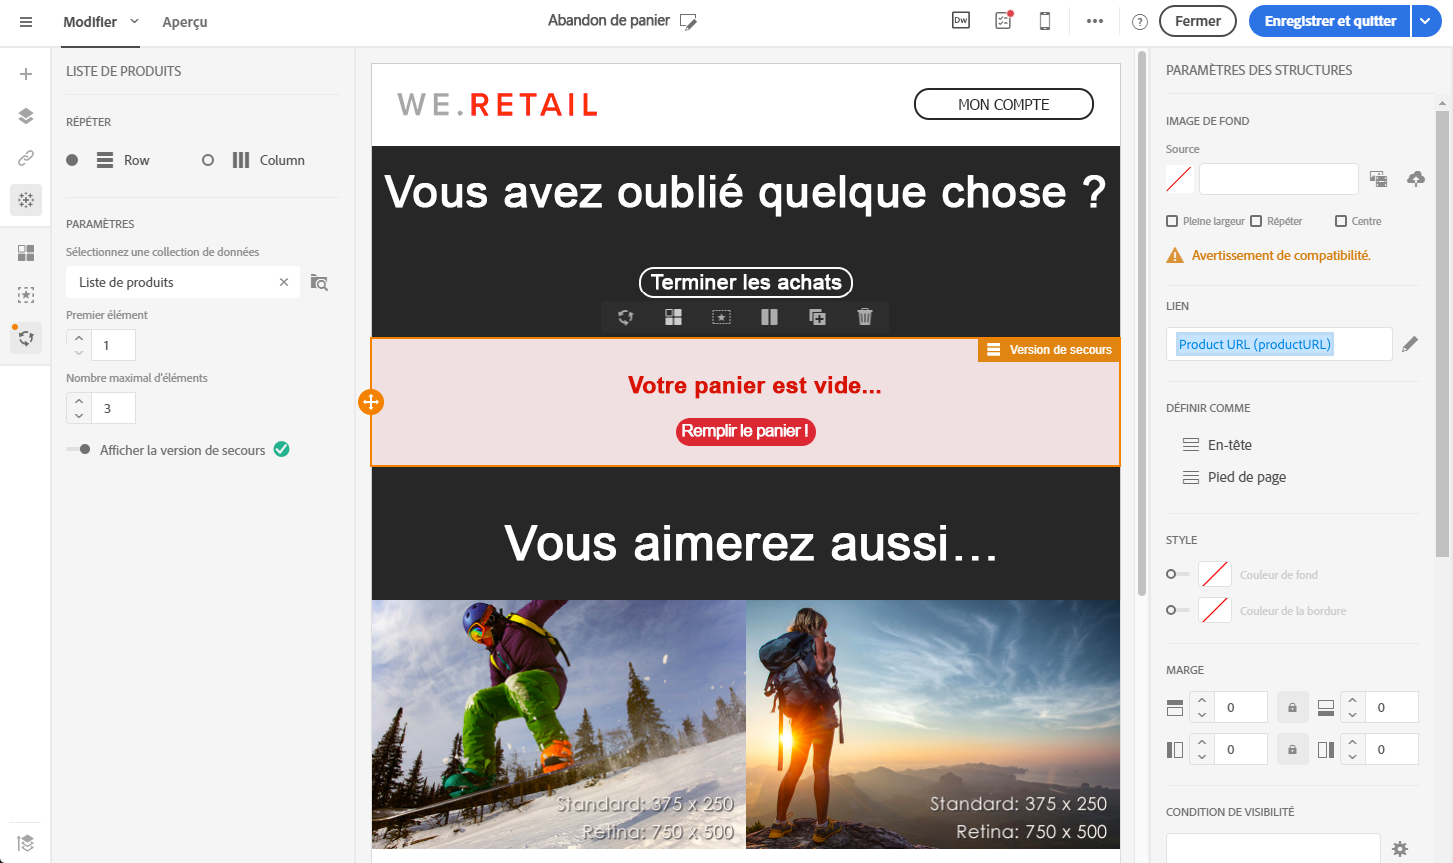 Modifier
Aperçu
Abandon de panier
Dw
Fermer
Enregistrer et quitter
LISTE DE PRODUITS
RÉPÉTER
Row
Column
PARAMÈTRES
Sélectionnez une collection de données
Liste de produits
Premier élément
1
Nombre maximal d'éléments
3
Afficher la version de secours
WE.RETAIL
MON COMPTE
Vous avez oublié quelque chose ?
Terminer les achats
Version de secours
Votre panier est vide...
Remplir le panier !
Vous aimerez aussi...
Standard: 375 x 250
Retina: 750 x 500
Standard: 375 x 250
Retina: 750 x 500
PARAMÈTRES DES STRUCTURES
IMAGE DE FOND
Source
Pleine largeur
Répéter
Centre
Avertissement de compatibilité.
LIEN
Product URL (productURL)
DÉFINIR COMME
En-tête
Pied de page
STYLE
Couleur de fond
Couleur de la bordure
MARGE
0
0
0
0
CONDITION DE VISIBILITÉ